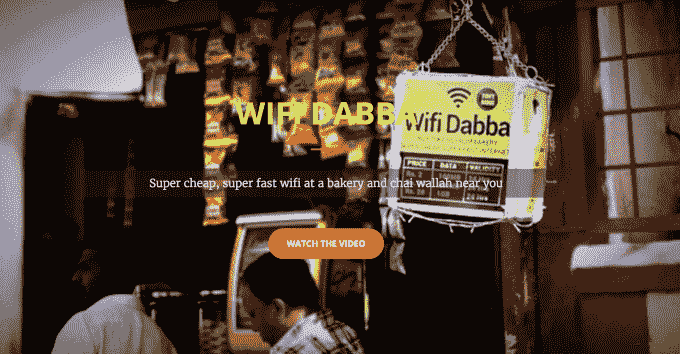 WIFI DABBA
Wifi Dabba
PRICE DATA VALIDITY
Super cheap, super fast wifi at a bakery and chai wallah near you
WATCH THE VIDEO